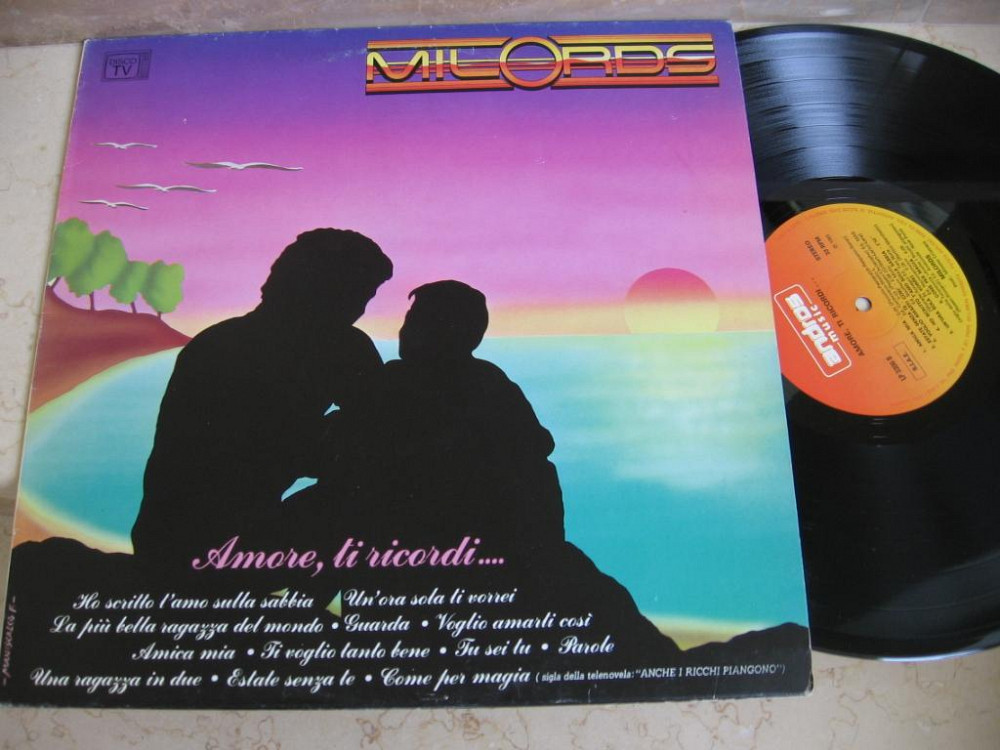 DISCO TV
MILORDS
Amore, ti ricordi....
Ho scritto t'amo sulla sabbia • Un'ora sola ti vorrei
La più bella ragazza del mondo • Guarda • Voglio amarti così
Amica mia • Ti voglio tanto bene • Tu sei tu • Parole
Una ragazza in due • Estate senza te • Come per magia ( sigla della telenovela: "ANCHE I RICCHI PIANGONO")
andros
music
AMORE, TI RICORDI....
STEREO
33 RPM
S.I.A.E.